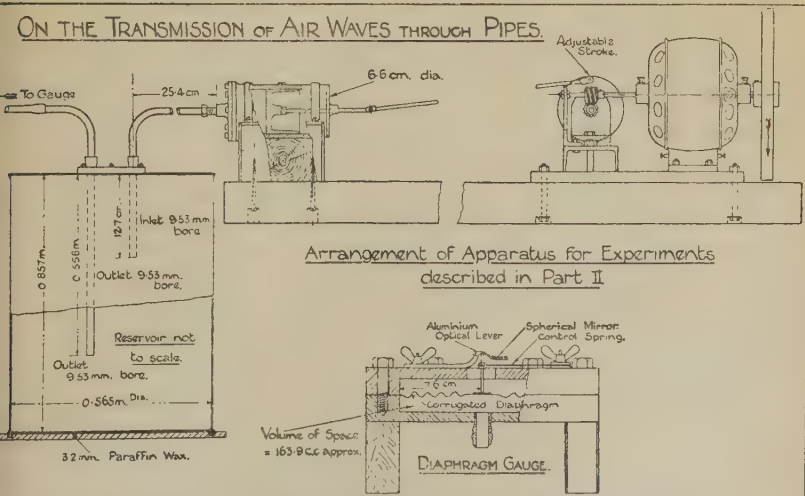 ON THE TRANSMISSION OF AIR WAVES THROUGH PIPES.
To Gauge
25·4 cm
6·6 cm. dia.
Adjustable
Stroke.
12·7 cm.
Inlet 9·53 mm
bore
0·857 m.
0·558 m
Outlet 9·53 mm.
bore.
Reservoir not
to scale.
Outlet
9·53 mm. bore.
0·565 m. Dia.
3·2 mm. Paraffin Wax.
Arrangement of Apparatus for Experiments
described in Part II
Aluminium
Optical Lever
Spherical Mirror
Control Spring.
7·6 cm
Corrugated Diaphragm
Volume of Space
= 163·9 c.c approx.
DIAPHRAGM GAUGE.